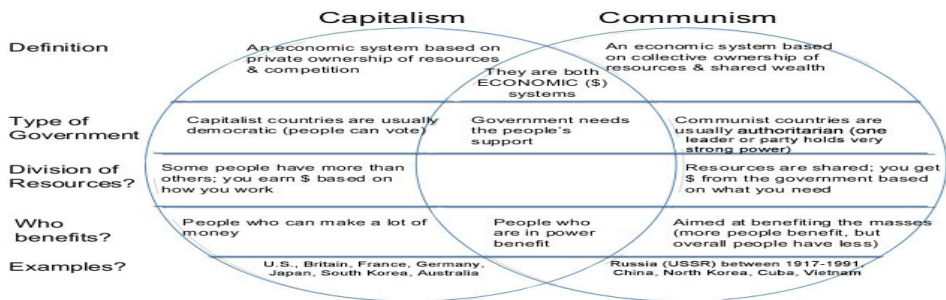 Capitalism Communism
Definition
An economic system based on
private ownership of resources
& competition
They are both
ECONOMIC ($)
systems
An economic system based
on collective ownership of
resources & shared wealth
Type of
Government
Capitalist countries are usually
democratic (people can vote)
Government needs
the people's
support
Communist countries are
usually authoritarian (one
leader or party holds very
strong power)
Division of
Resources?
Some people have more than
others; you earn $ based on
how you work
Resources are shared; you get
$ from the government based
on what you need
Who
benefits?
People who can make a lot of
money
People who
are in power
benefit
Aimed at benefiting the masses
(more people benefit, but
overall people have less)
Examples?
U.S., Britain, France, Germany,
Japan, South Korea, Australia
Russia (USSR) between 1917-1991,
China, North Korea, Cuba, Vietnam